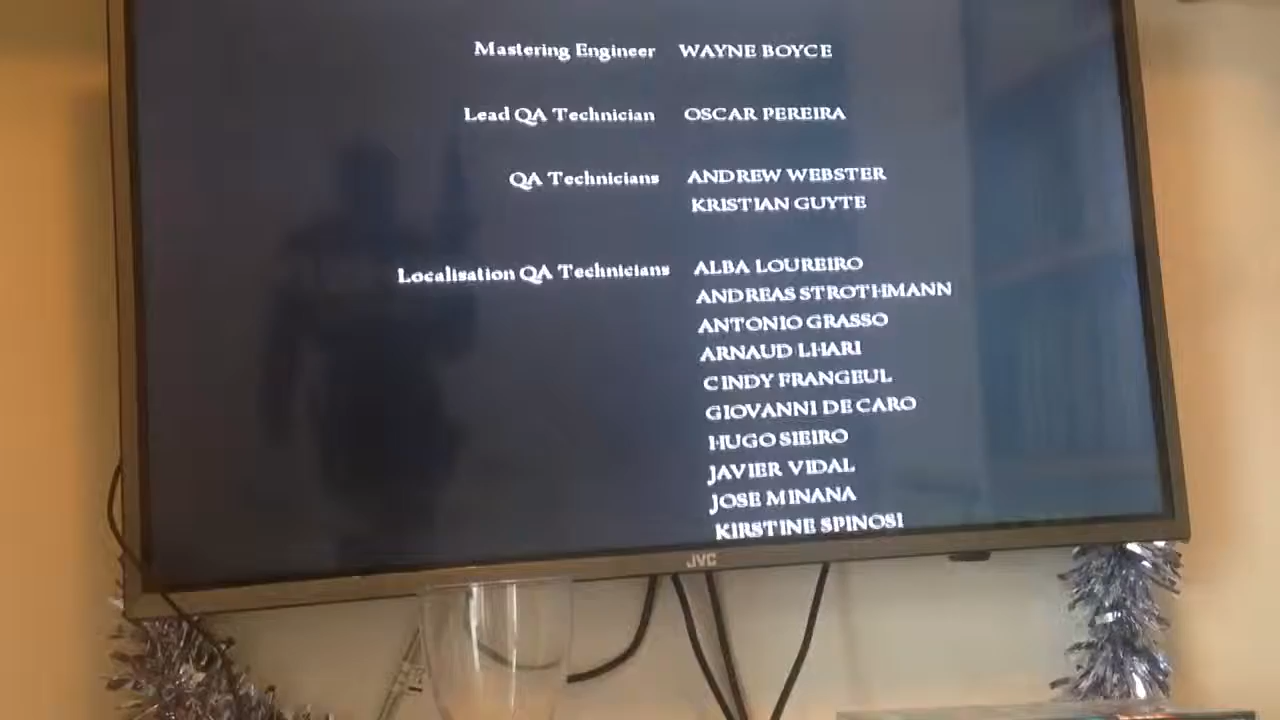 Mastering Engineer WAYNE BOYCE
Lead QA Technician OSCAR PEREIRA
QA Technicians ANDREW WEBSTER
KRISTIAN GUYTE
Localisation QA Technicians ALBA LOUREIRO
ANDREAS STROTHMANN
ANTONIO GRASSO
ARNAUD LHARI
CINDY FRANGEUL
GIOVANNI DE CARO
HUGO SIEIRO
JAVIER VIDAL
JOSE MINANA
KIRSTINE SPINOSI
JVC